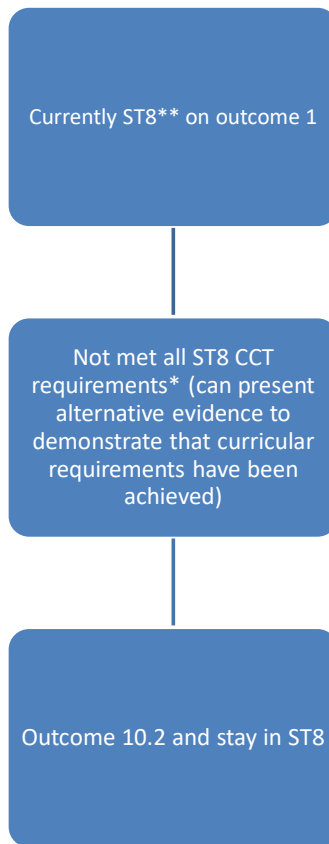 Currently ST8** on outcome 1
Not met all ST8 CCT
requirements* (can present
alternative evidence to
demonstrate that curricular
requirements have been
achieved)
Outcome 10.2 and stay in ST8